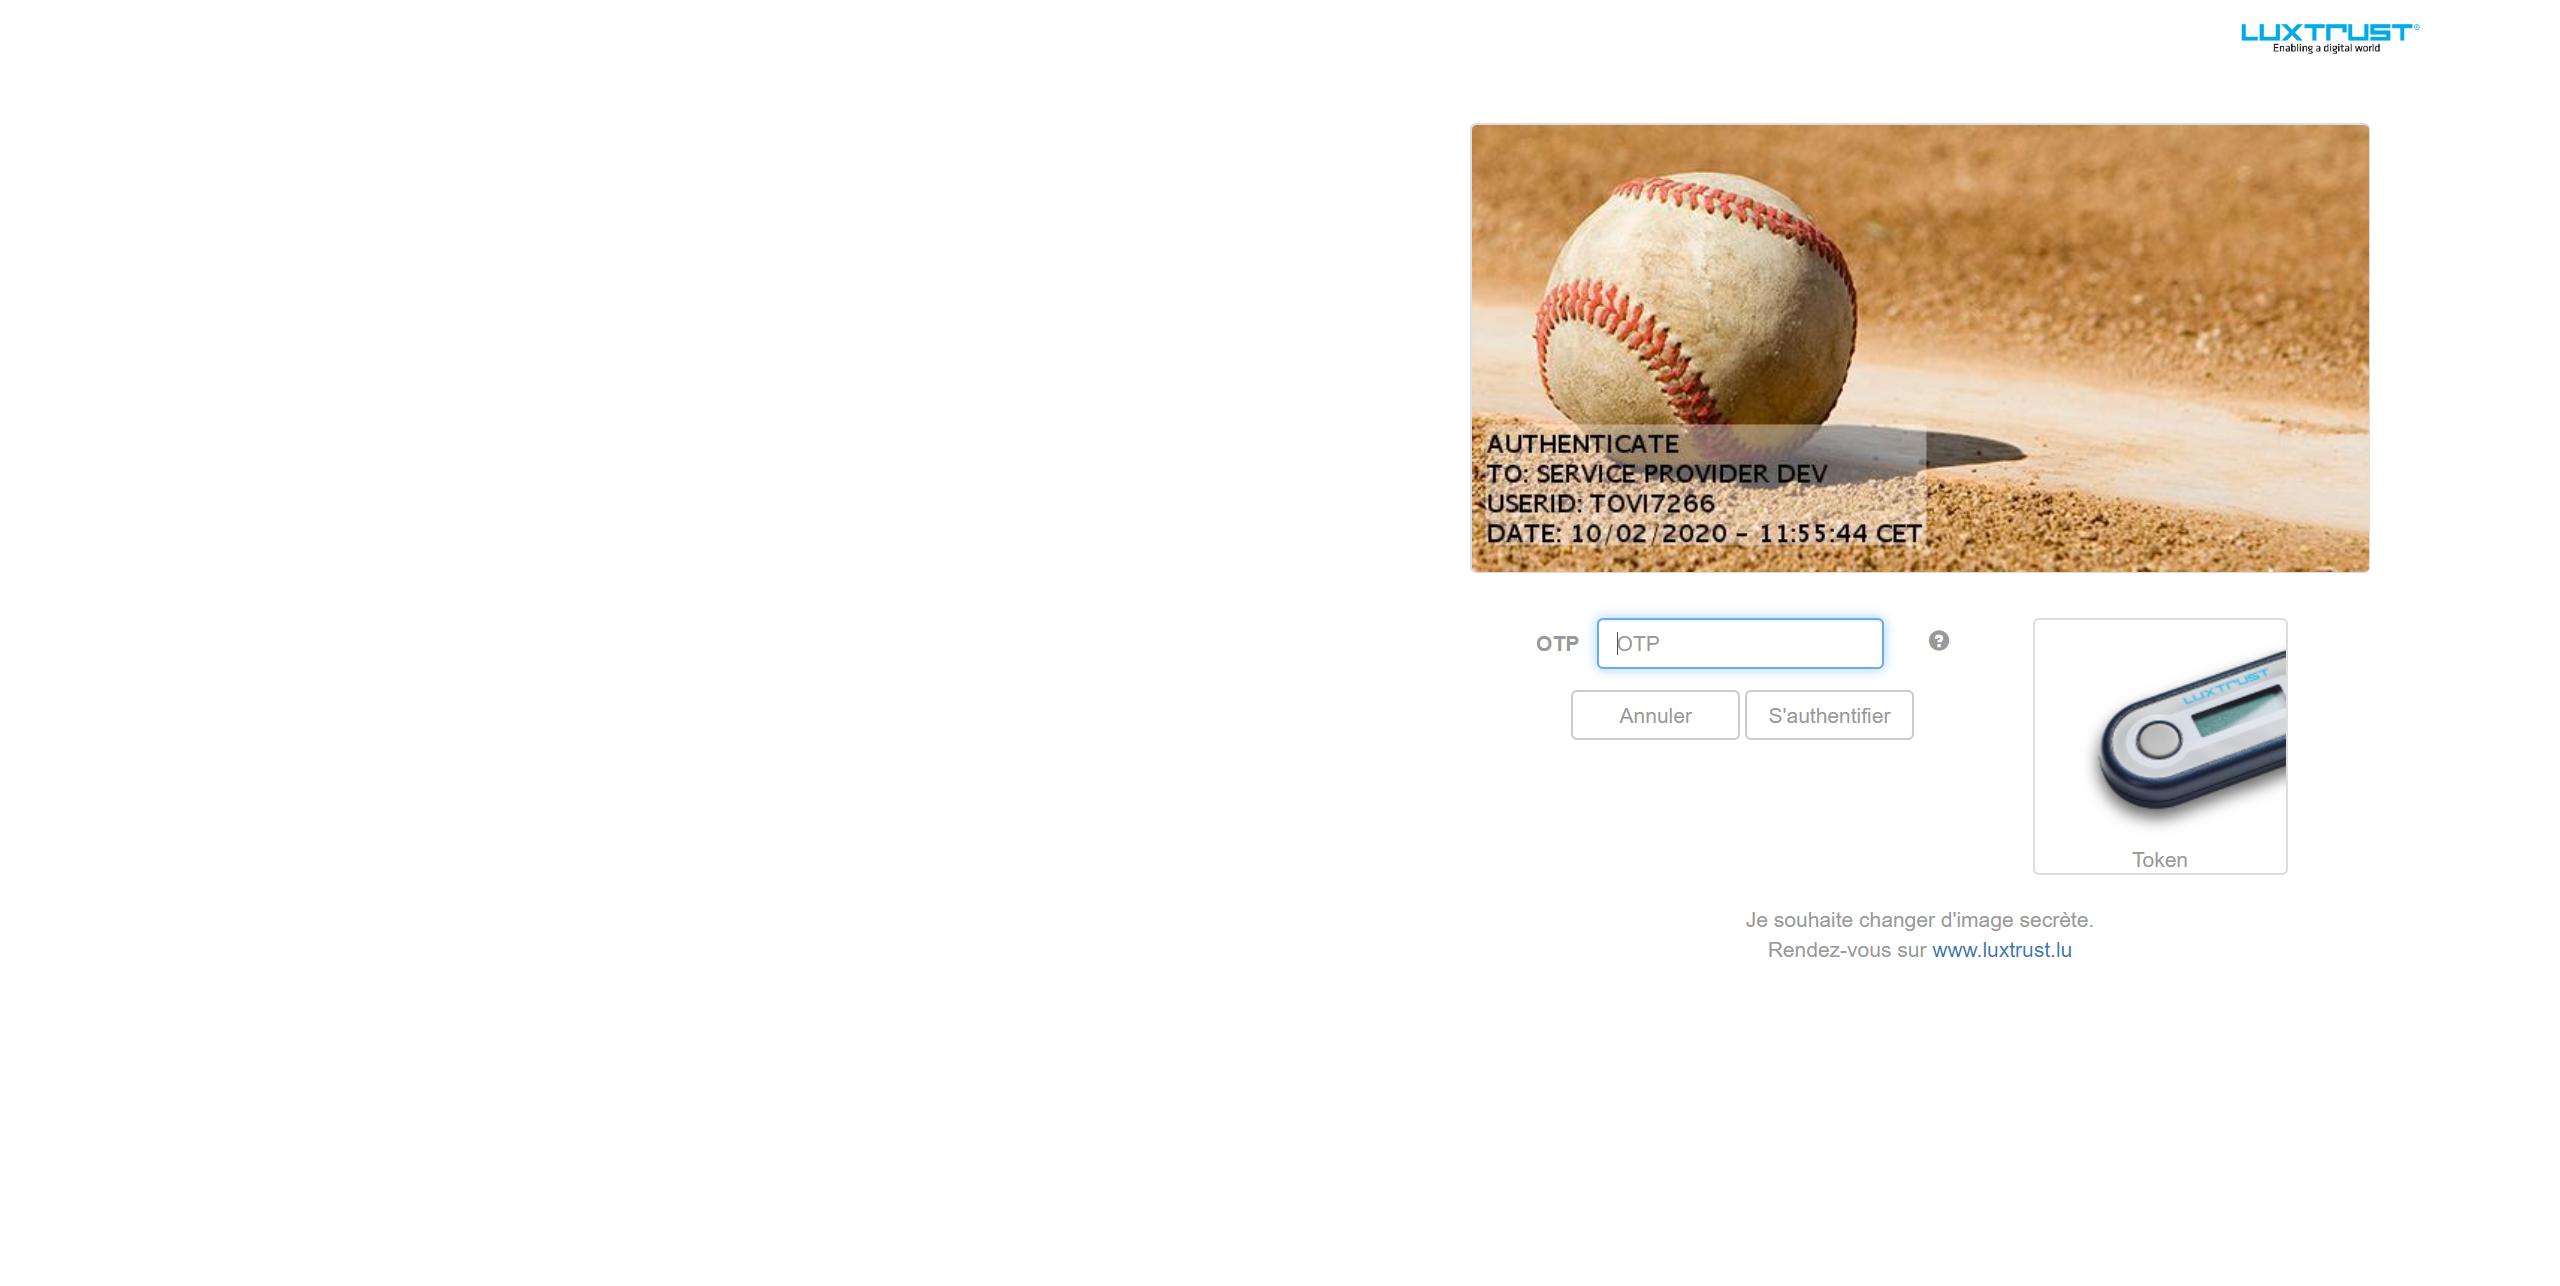 LUXTRUST®
Enabling a digital world
AUTHENTICATE
TO: SERVICE PROVIDER DEV
USERID: TOVI7266
DATE: 10/02/2020 - 11:55:44 CET
OTP
OTP
?
Annuler
S'authentifier
LUXTRUST
Token
Je souhaite changer d'image secrète.
Rendez-vous sur www.luxtrust.lu